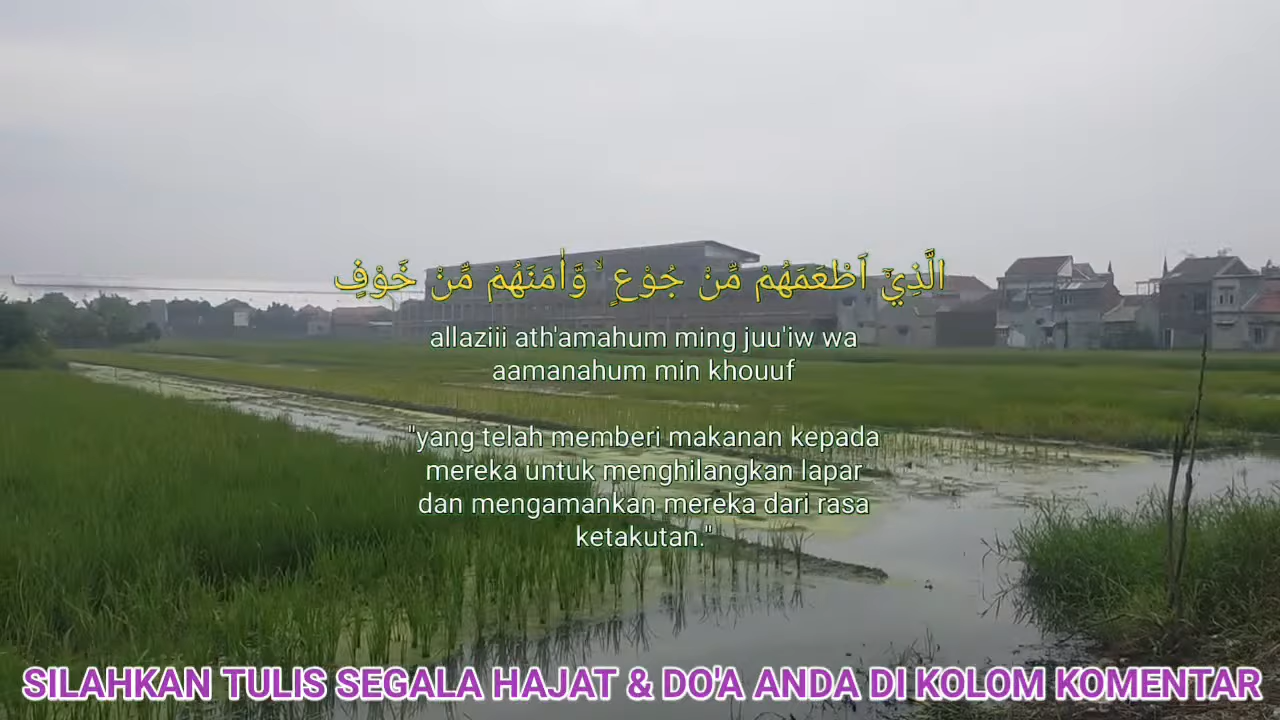 الَّذِيْٓ اَطْعَمَهُمْ مِّنْ جُوْعٍ ۙ وَّاٰمَنَهُمْ مِّنْ خَوْفٍ
allaziii ath'amahum ming juu'iw wa
aamanahum min khouuf
"yang telah memberi makanan kepada
mereka untuk menghilangkan lapar
dan mengamankan mereka dari rasa
ketakutan."
SILAHKAN TULIS SEGALA HAJAT & DO'A ANDA DI KOLOM KOMENTAR